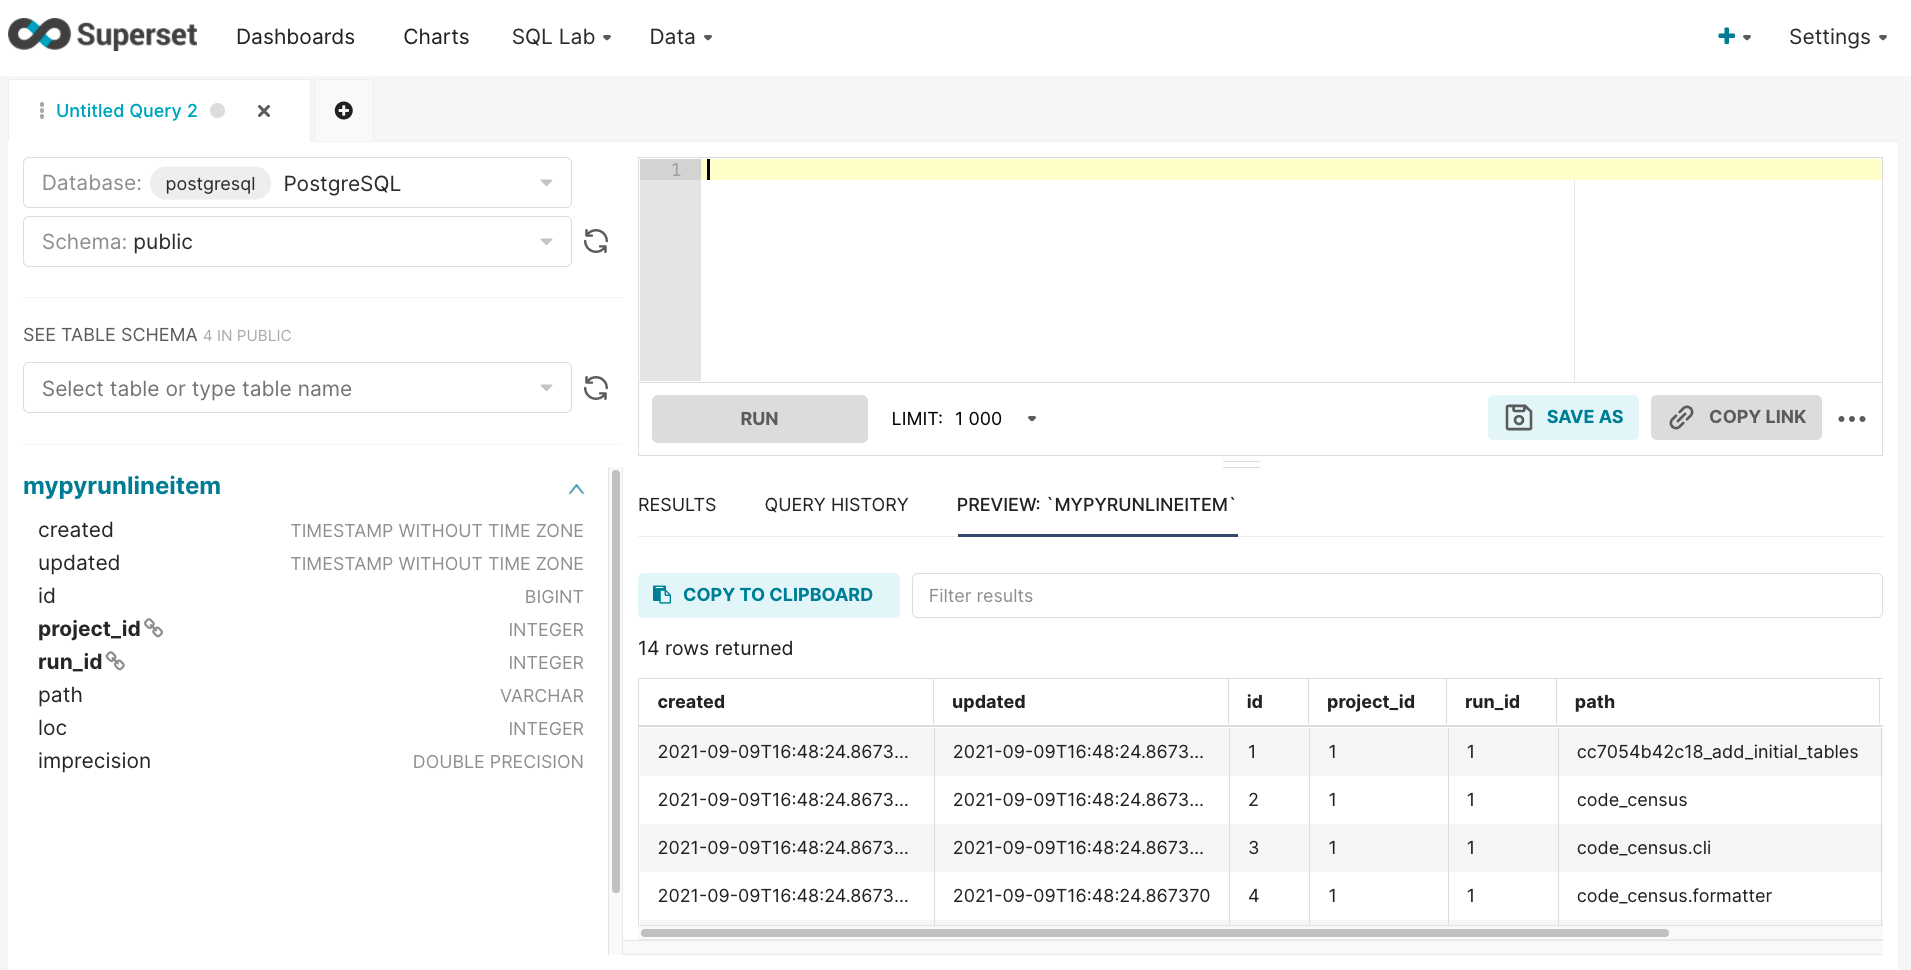 Superset Dashboards Charts SQL Lab Data Settings
Untitled Query 2
Database: postgresql PostgreSQL
Schema: public
SEE TABLE SCHEMA 4 IN PUBLIC
Select table or type table name
mypyrunlineitem
created TIMESTAMP WITHOUT TIME ZONE
updated TIMESTAMP WITHOUT TIME ZONE
id BIGINT
project_id INTEGER
run_id INTEGER
path VARCHAR
loc INTEGER
imprecision DOUBLE PRECISION
1
RUN LIMIT: 1 000 SAVE AS COPY LINK
RESULTS QUERY HISTORY PREVIEW: `MYPYRUNLINEITEM`
COPY TO CLIPBOARD Filter results
14 rows returned
created updated id project_id run_id path
2021-09-09T16:48:24.8673... 2021-09-09T16:48:24.8673... 1 1 1 cc7054b42c18_add_initial_tables
2021-09-09T16:48:24.8673... 2021-09-09T16:48:24.8673... 2 1 1 code_census
2021-09-09T16:48:24.8673... 2021-09-09T16:48:24.8673... 3 1 1 code_census.cli
2021-09-09T16:48:24.8673... 2021-09-09T16:48:24.867370 4 1 1 code_census.formatter